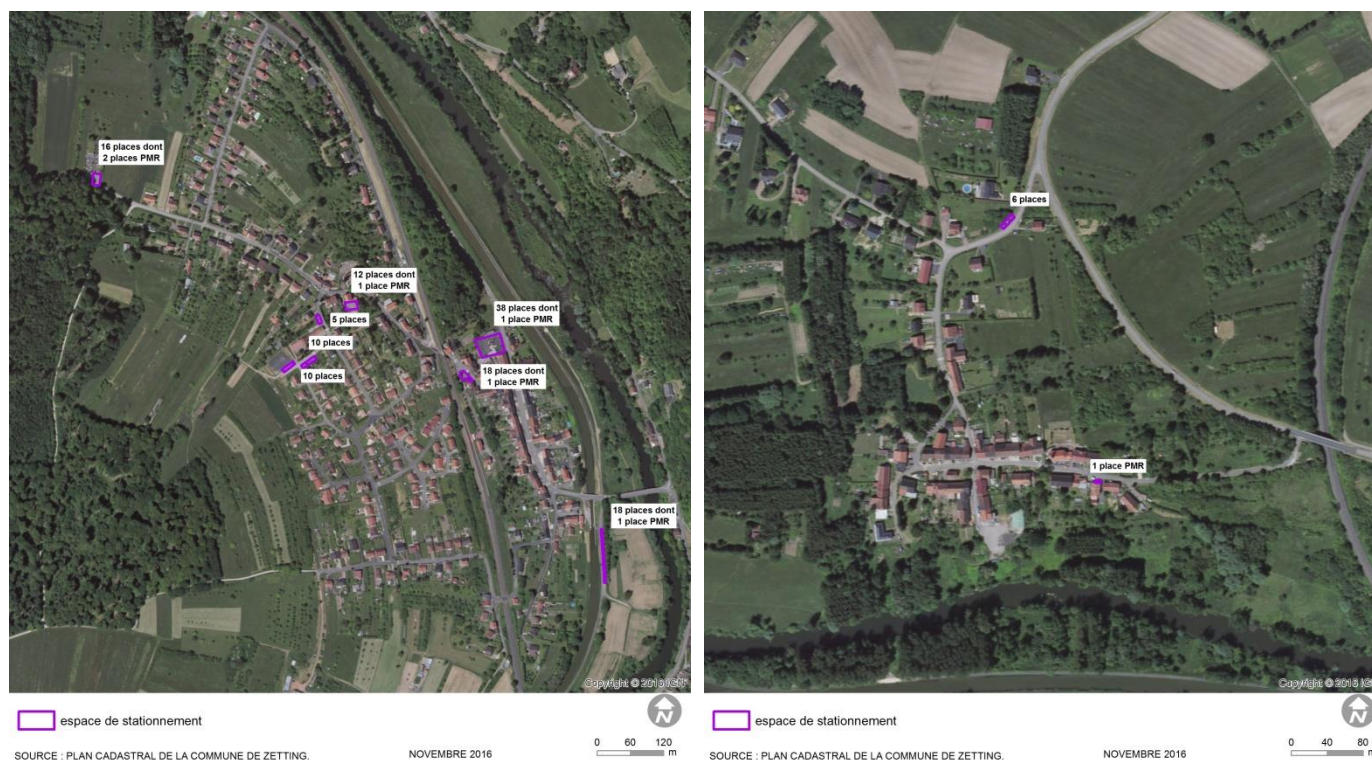 16 places dont
2 places PMR
12 places dont
1 place PMR
5 places
10 places
10 places
38 places dont
1 place PMR
18 places dont
1 place PMR
18 places dont
1 place PMR
Copyright © 2016 IGN
espace de stationnement
N
SOURCE : PLAN CADASTRAL DE LA COMMUNE DE ZETTING.
NOVEMBRE 2016
0 60 120
m
6 places
1 place PMR
Copyright © 2016 IG
espace de stationnement
N
SOURCE : PLAN CADASTRAL DE LA COMMUNE DE ZETTING.
NOVEMBRE 2016
0 40 80
m